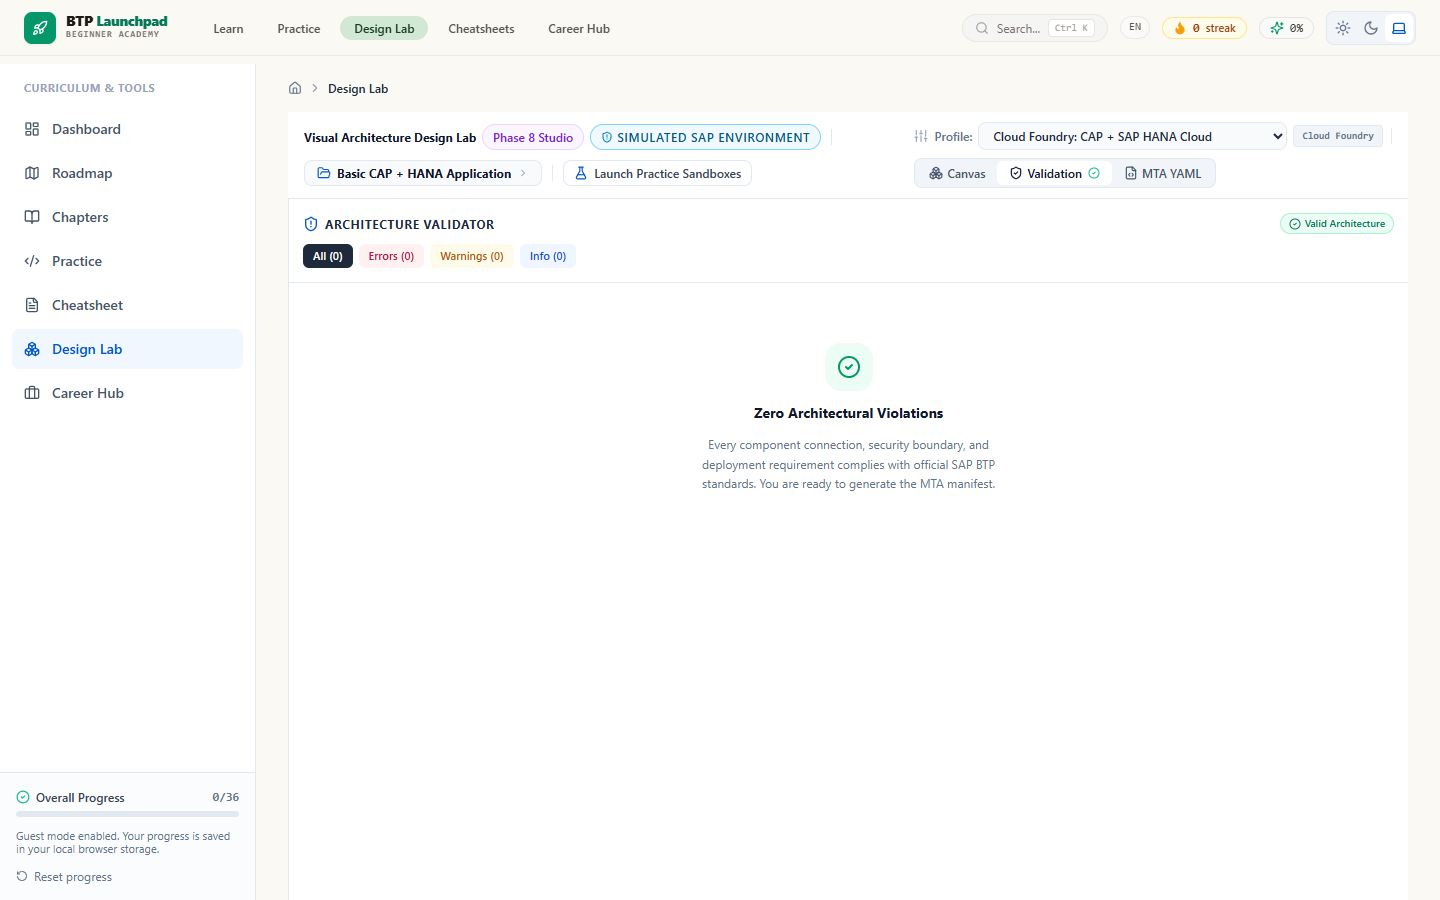 BTP Launchpad
BEGINNER ACADEMY
Learn
Practice
Design Lab
Cheatsheets
Career Hub
Search...
Ctrl K
EN
0 streak
0%
CURRICULUM & TOOLS
Dashboard
Roadmap
Chapters
Practice
Cheatsheet
Design Lab
Career Hub
Overall Progress
0/36
Guest mode enabled. Your progress is saved
in your local browser storage.
Reset progress
Design Lab
Visual Architecture Design Lab
Phase 8 Studio
SIMULATED SAP ENVIRONMENT
Profile:
Cloud Foundry: CAP + SAP HANA Cloud
Cloud Foundry
Basic CAP + HANA Application
Launch Practice Sandboxes
Canvas
Validation
MTA YAML
ARCHITECTURE VALIDATOR
Valid Architecture
All (0)
Errors (0)
Warnings (0)
Info (0)
Zero Architectural Violations
Every component connection, security boundary, and
deployment requirement complies with official SAP BTP
standards. You are ready to generate the MTA manifest.